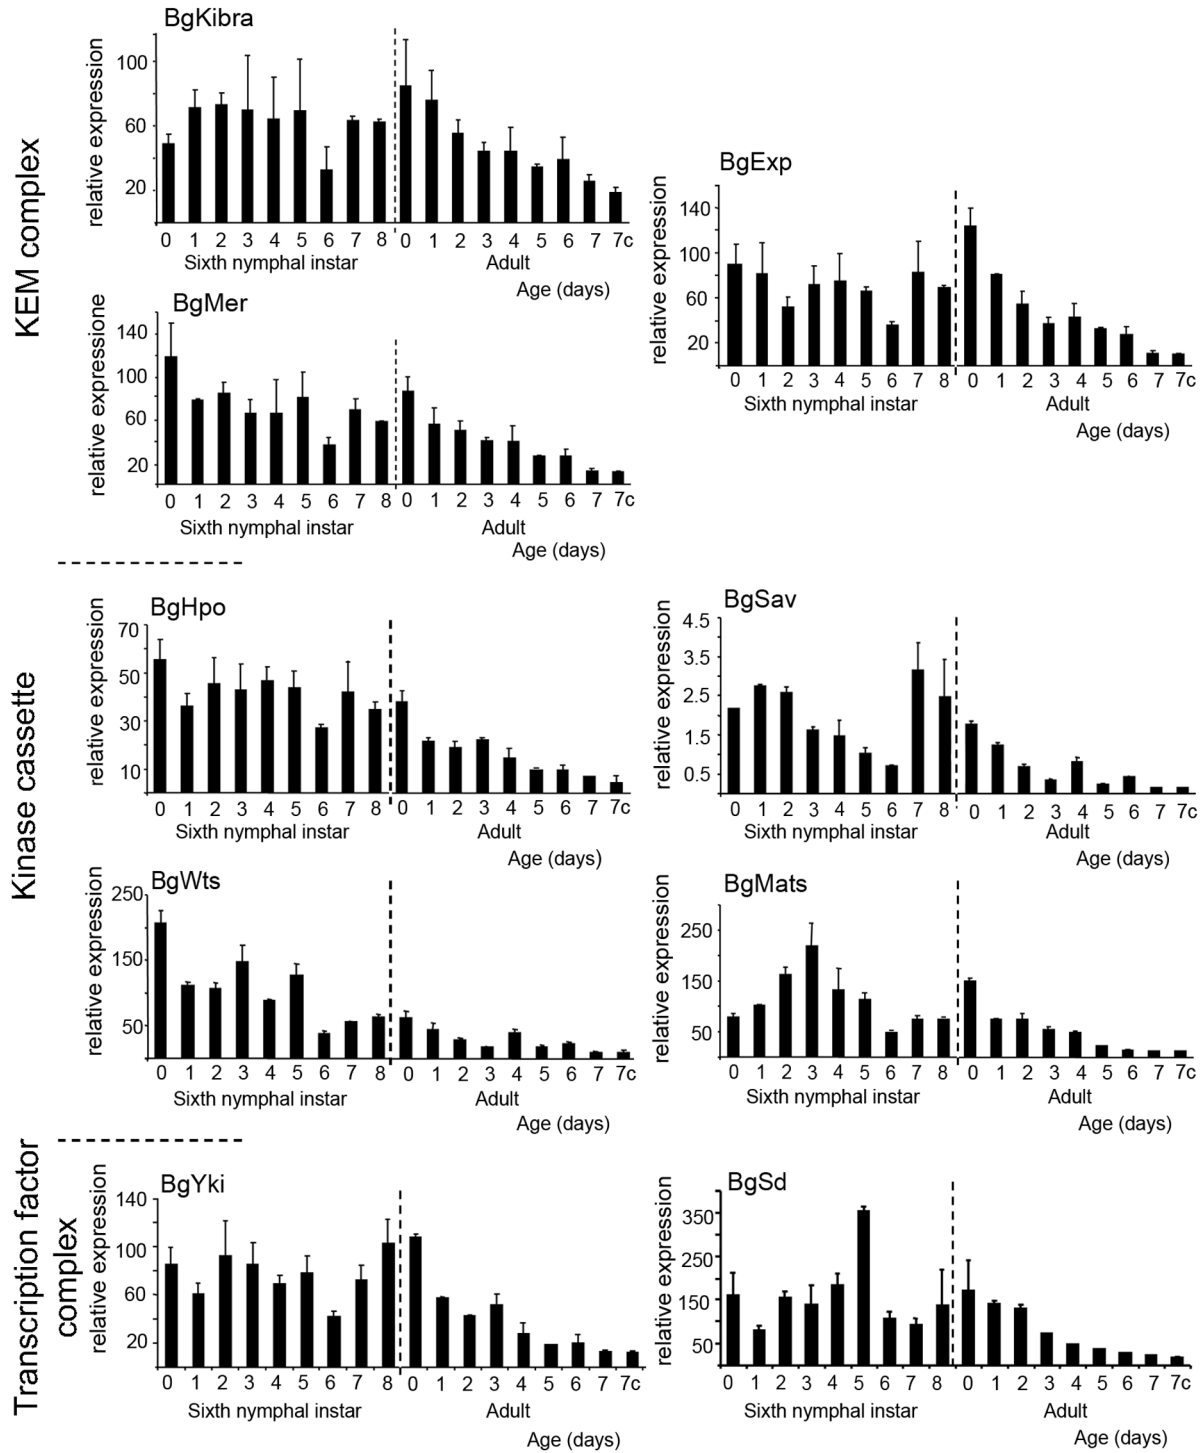 KEM complex
BgKibra
relative expression
100
60
20
0 1 2 3 4 5 6 7 8 0 1 2 3 4 5 6 7 7c
Sixth nymphal instar Adult
Age (days)
BgExp
relative expression
140
100
60
20
0 1 2 3 4 5 6 7 8 0 1 2 3 4 5 6 7 7c
Sixth nymphal instar Adult
Age (days)
BgMer
relative expressione
140
100
60
20
0 1 2 3 4 5 6 7 8 0 1 2 3 4 5 6 7 7c
Sixth nymphal instar Adult
Age (days)
Kinase cassette
BgHpo
relative expression
70
50
30
10
0 1 2 3 4 5 6 7 8 0 1 2 3 4 5 6 7 7c
Sixth nymphal instar Adult
Age (days)
BgSav
relative expression
4.5
3.5
2.5
1.5
0.5
0 1 2 3 4 5 6 7 8 0 1 2 3 4 5 6 7 7c
Sixth nymphal instar Adult
Age (days)
BgWts
relative expression
250
150
50
0 1 2 3 4 5 6 7 8 0 1 2 3 4 5 6 7 7c
Sixth nymphal instar Adult
Age (days)
BgMats
relative expression
250
150
50
0 1 2 3 4 5 6 7 8 0 1 2 3 4 5 6 7 7c
Sixth nymphal instar Adult
Age (days)
Transcription factor
complex
BgYki
relative expression
140
100
60
20
0 1 2 3 4 5 6 7 8 0 1 2 3 4 5 6 7 7c
Sixth nymphal instar Adult
Age (days)
BgSd
relative expression
350
250
150
50
0 1 2 3 4 5 6 7 8 0 1 2 3 4 5 6 7 7c
Sixth nymphal instar Adult
Age (days)